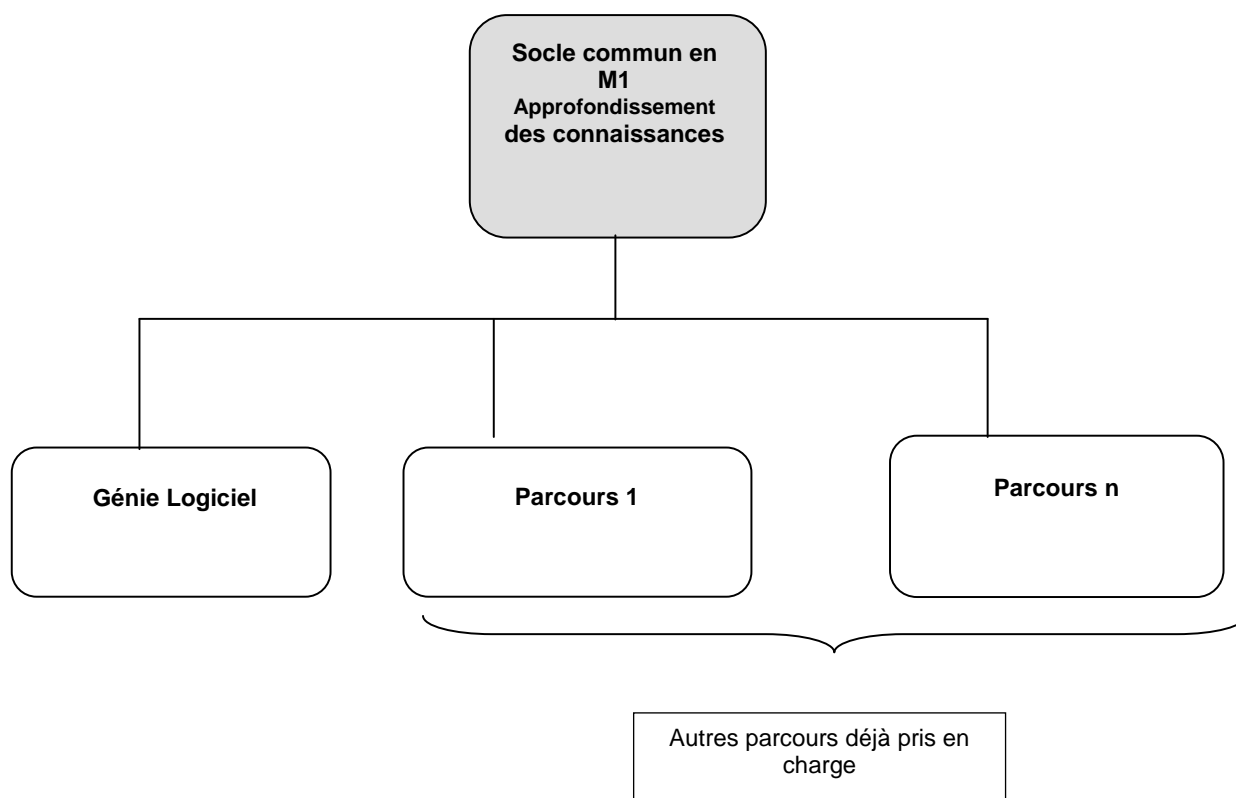 Socle commun en
M1
Approfondissement
des connaissances
Génie Logiciel
Parcours 1
Parcours n
Autres parcours déjà pris en
charge